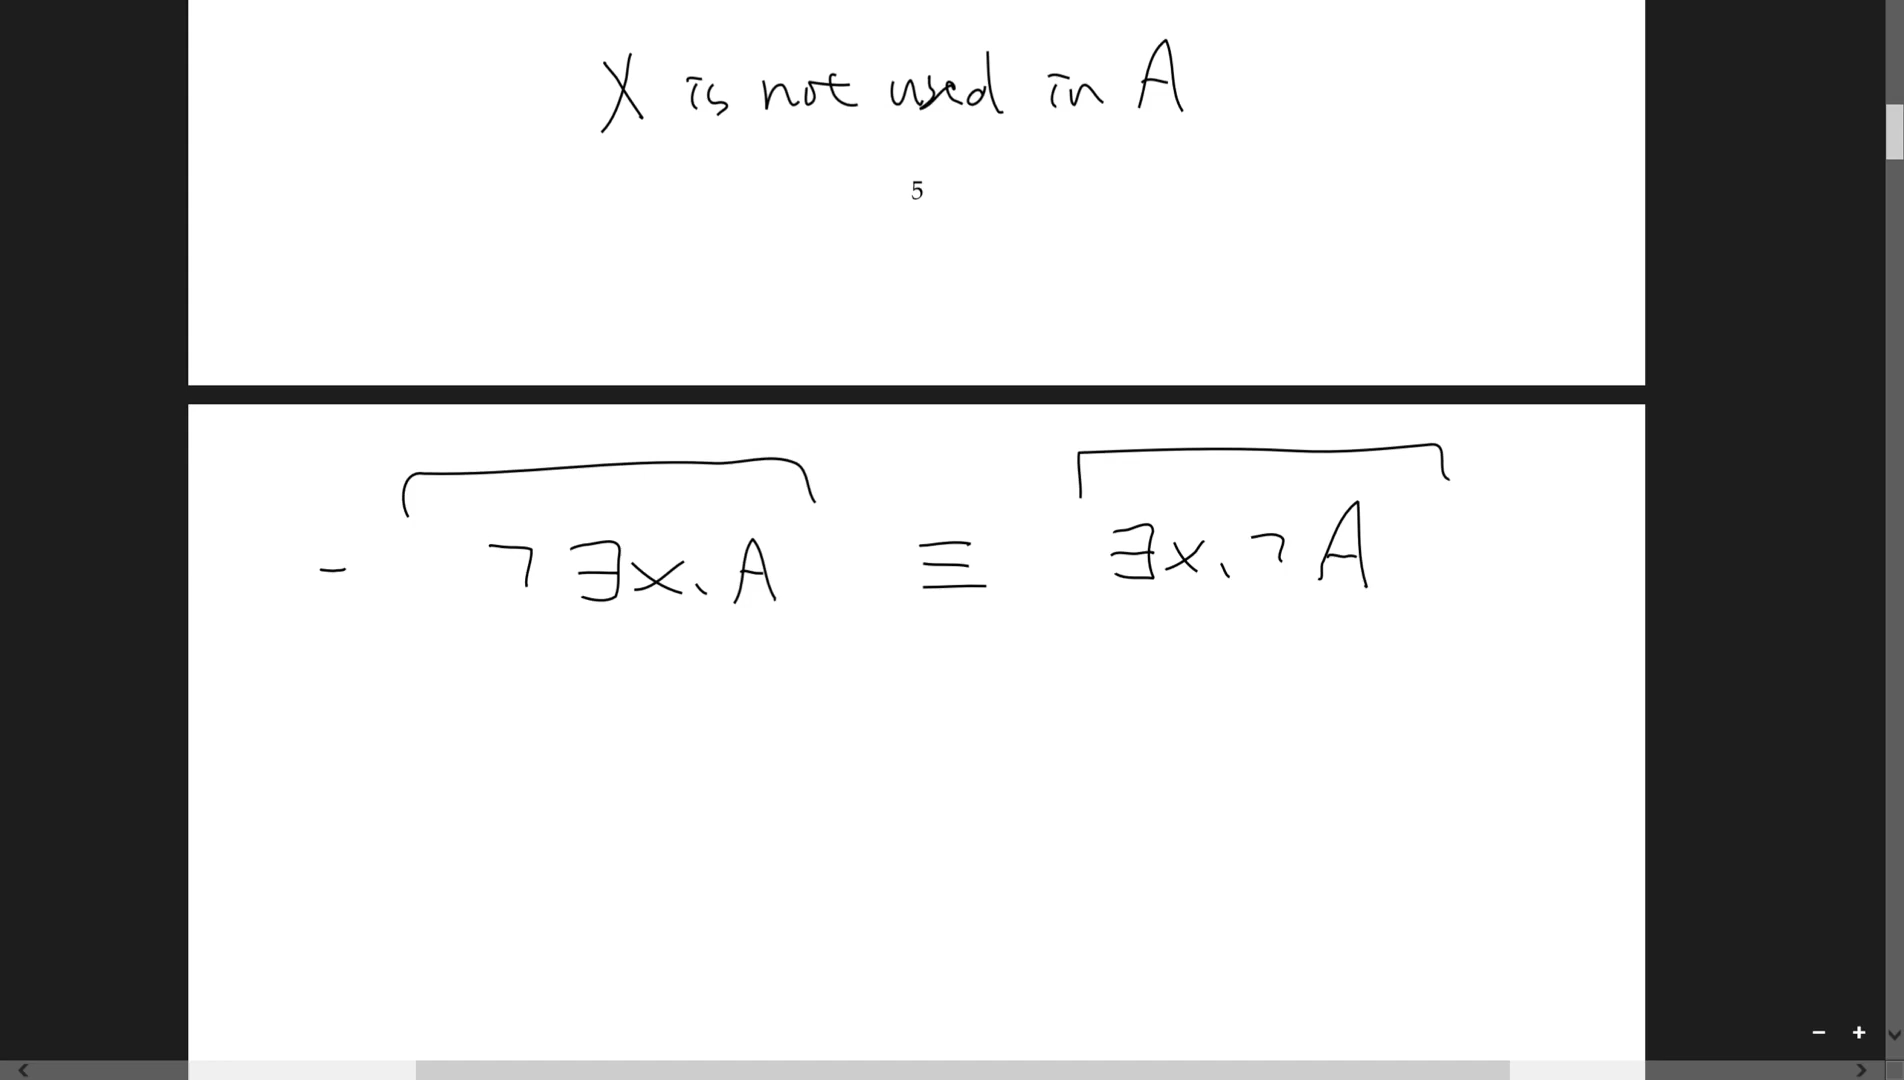 X is not used in A
5
- ¬∃x. A ≡ ∃x. ¬A